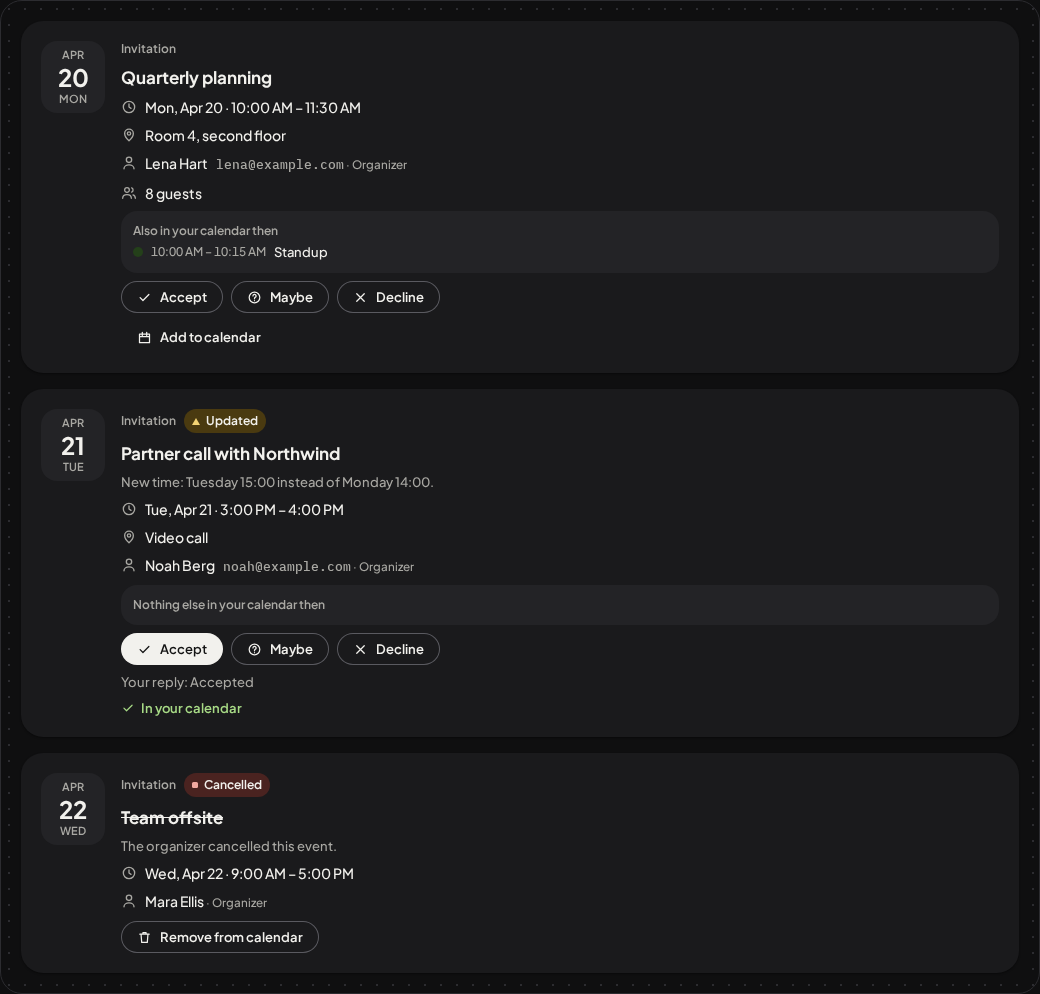 APR
20
MON
Invitation
Quarterly planning
Mon, Apr 20 · 10:00 AM – 11:30 AM
Room 4, second floor
Lena Hart lena@example.com · Organizer
8 guests
Also in your calendar then
10:00 AM – 10:15 AM Standup
Accept Maybe Decline
Add to calendar
APR
21
TUE
Invitation Updated
Partner call with Northwind
New time: Tuesday 15:00 instead of Monday 14:00.
Tue, Apr 21 · 3:00 PM – 4:00 PM
Video call
Noah Berg noah@example.com · Organizer
Nothing else in your calendar then
Accept Maybe Decline
Your reply: Accepted
In your calendar
APR
22
WED
Invitation Cancelled
Team offsite
The organizer cancelled this event.
Wed, Apr 22 · 9:00 AM – 5:00 PM
Mara Ellis · Organizer
Remove from calendar